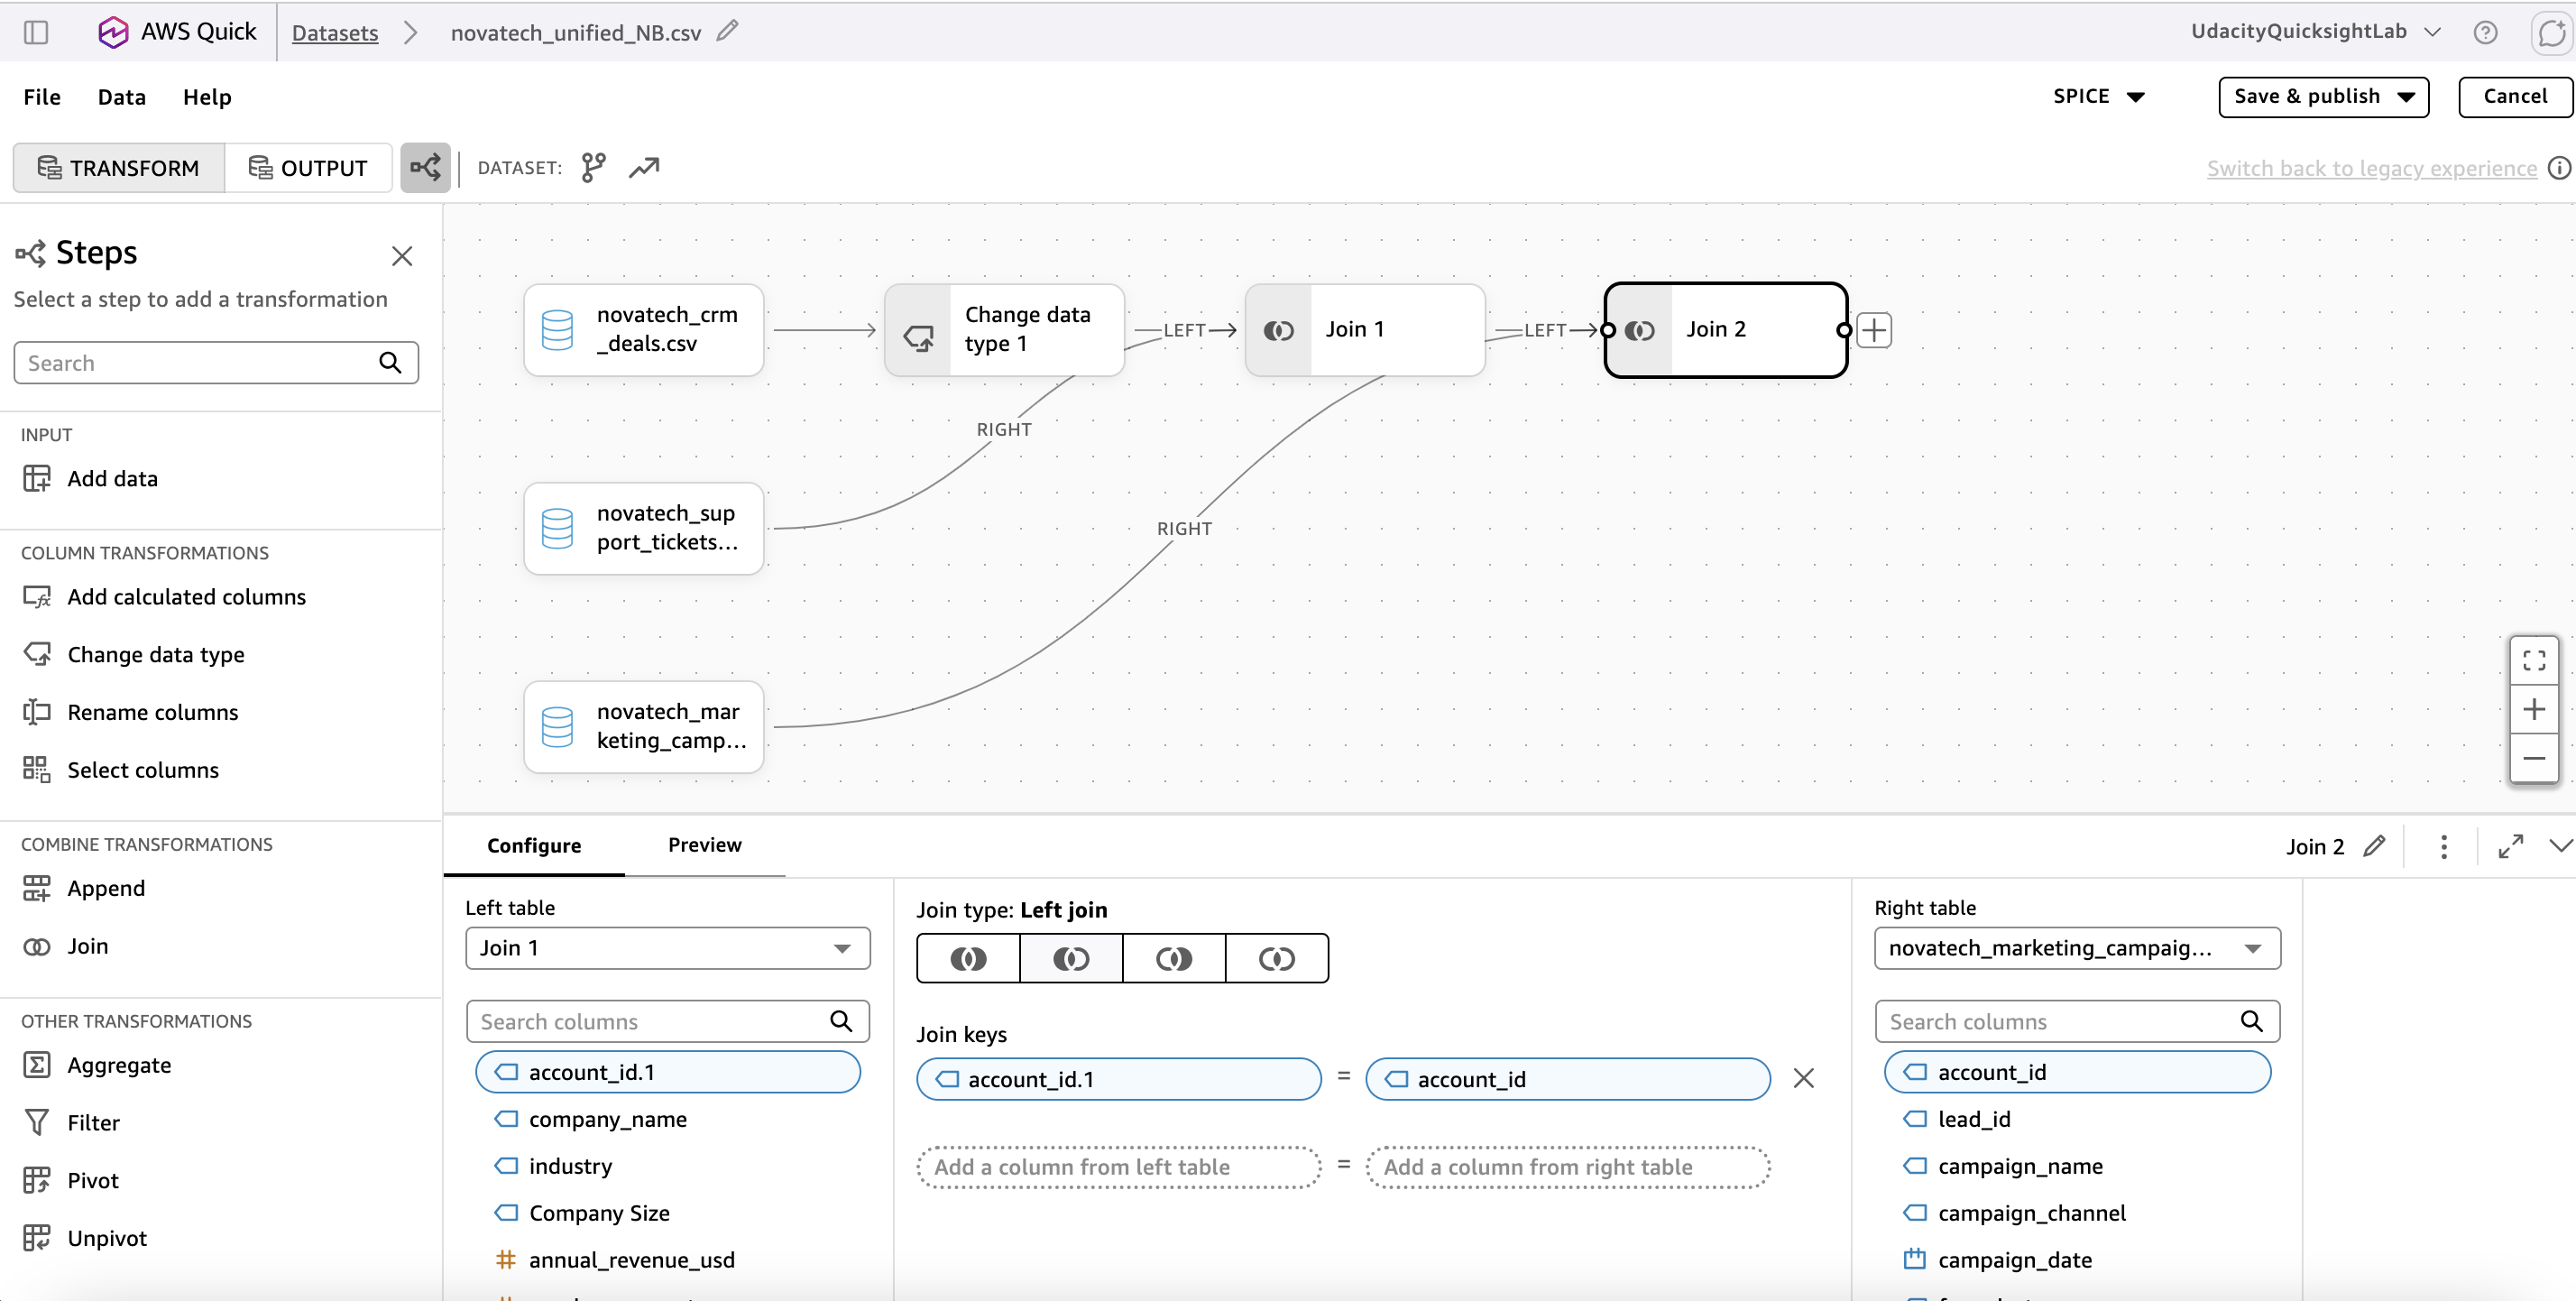 AWS Quick
Datasets
novatech_unified_NB.csv
UdacityQuicksightLab
File
Data
Help
SPICE
Save & publish
Cancel
TRANSFORM
OUTPUT
DATASET:
Switch back to legacy experience
Steps
Select a step to add a transformation
Search
INPUT
Add data
COLUMN TRANSFORMATIONS
Add calculated columns
Change data type
Rename columns
Select columns
COMBINE TRANSFORMATIONS
Append
Join
OTHER TRANSFORMATIONS
Aggregate
Filter
Pivot
Unpivot
novatech_crm
_deals.csv
Change data
type 1
LEFT
Join 1
LEFT
Join 2
RIGHT
novatech_sup
port_tickets...
RIGHT
novatech_mar
keting_camp...
Configure
Preview
Join 2
Left table
Join 1
Search columns
account_id.1
company_name
industry
Company Size
annual_revenue_usd
Join type: Left join
Join keys
account_id.1 = account_id
Add a column from left table = Add a column from right table
Right table
novatech_marketing_campaig...
Search columns
account_id
lead_id
campaign_name
campaign_channel
campaign_date